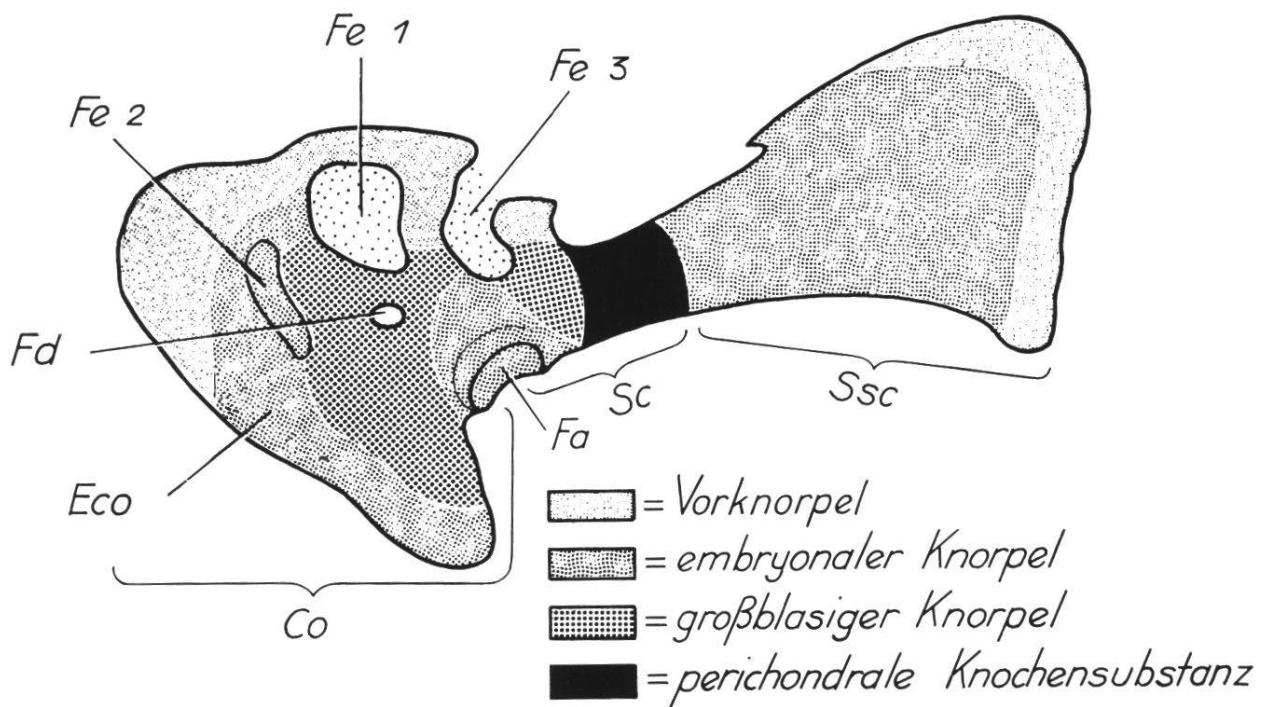 Fe 1
Fe 3
Fe 2
Fd
Sc
Ssc
Fa
Eco
Co
= Vorknorpel
= embryonaler Knorpel
= großblasiger Knorpel
= perichondrale Knochensubstanz